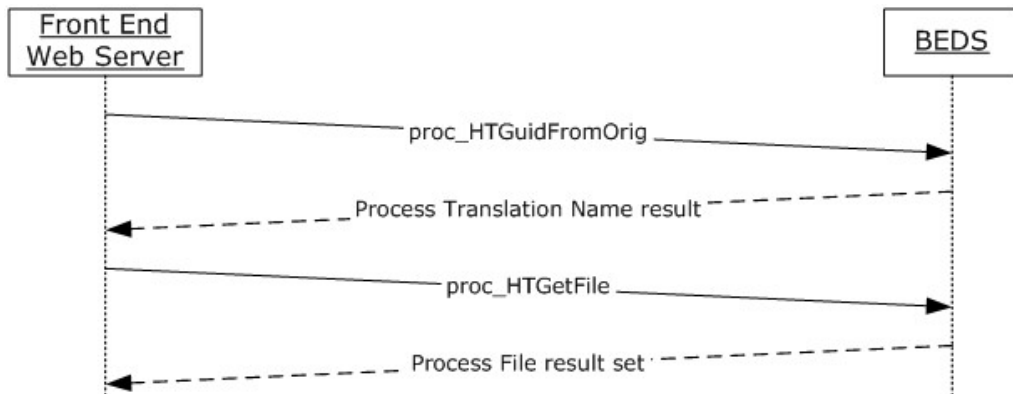 Front End
Web Server
BEDS
proc_HTGuidFromOrig
Process Translation Name result
proc_HTGetFile
Process File result set